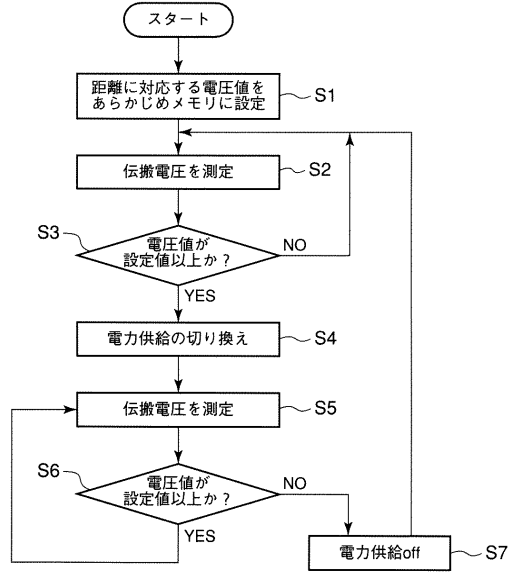 スタート
距離に対応する電圧値を
あらかじめメモリに設定
S1
伝搬電圧を測定
S2
S3
電圧値が
設定値以上か？
NO
YES
電力供給の切り換え
S4
伝搬電圧を測定
S5
S6
電圧値が
設定値以上か？
NO
YES
電力供給off
S7